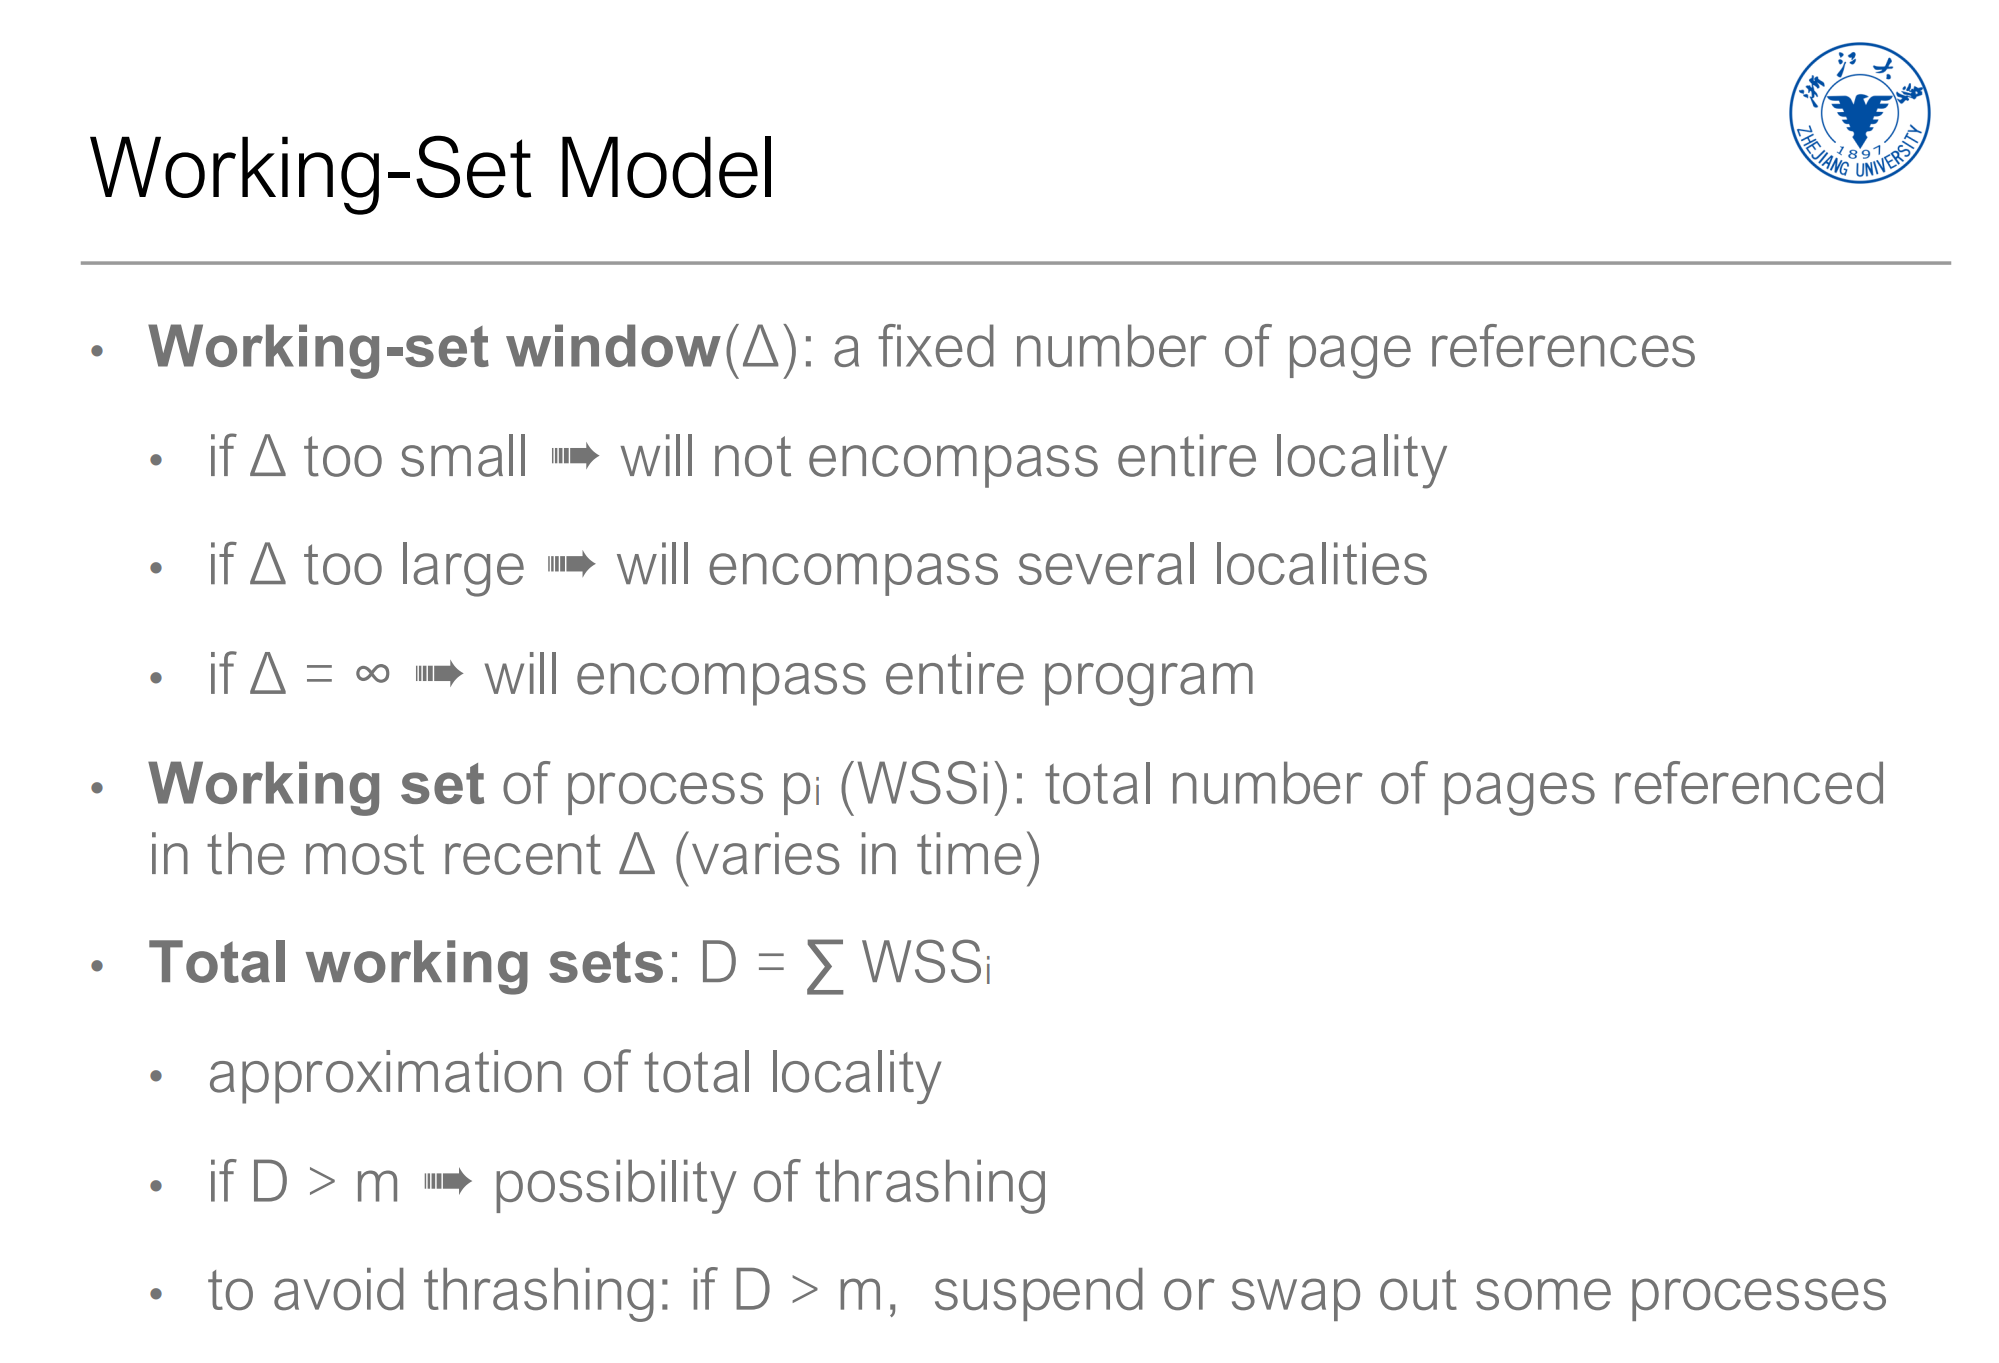 浙江大学
1897
ZHEJIANG UNIVERSITY
Working-Set Model
• Working-set window(Δ): a fixed number of page references
• if Δ too small ➠ will not encompass entire locality
• if Δ too large ➠ will encompass several localities
• if Δ = ∞ ➠ will encompass entire program
• Working set of process pᵢ (WSSi): total number of pages referenced
in the most recent Δ (varies in time)
• Total working sets: D = ∑ WSSᵢ
• approximation of total locality
• if D > m ➠ possibility of thrashing
• to avoid thrashing: if D > m, suspend or swap out some processes